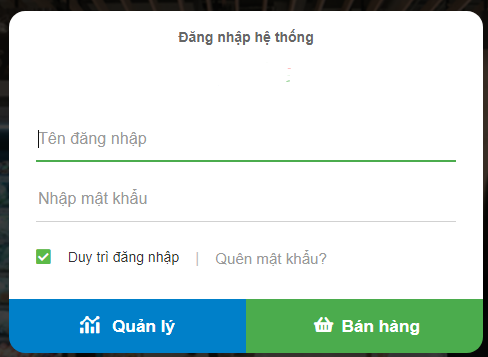 Đăng nhập hệ thống
Tên đăng nhập
Nhập mật khẩu
Duy trì đăng nhập | Quên mật khẩu?
Quản lý Bán hàng